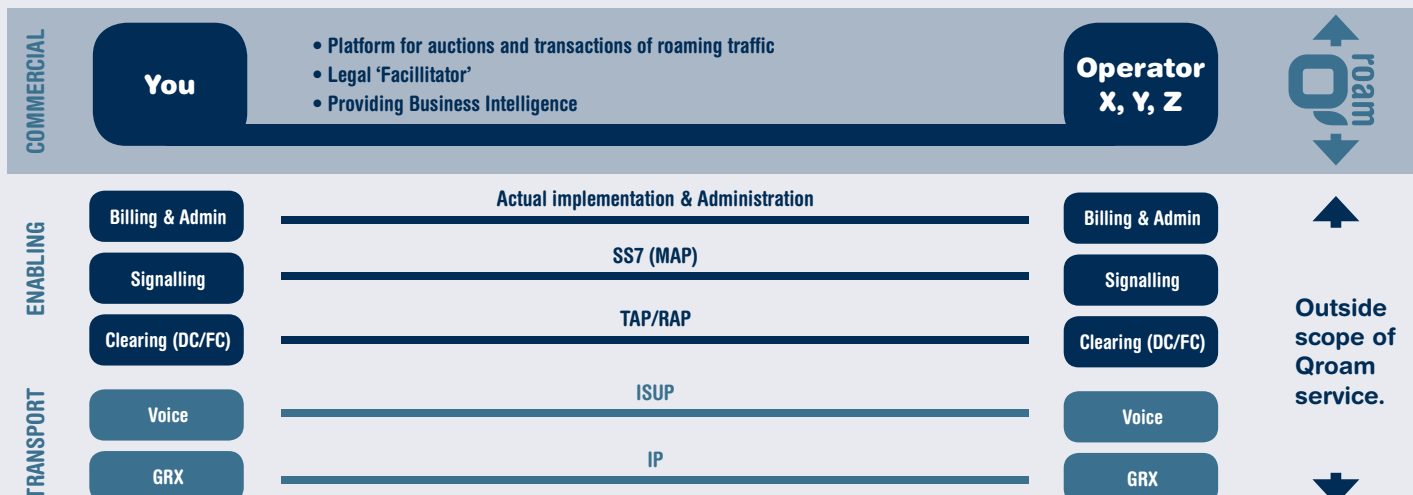 COMMERCIAL
You
• Platform for auctions and transactions of roaming traffic
• Legal ‘Facillitator’
• Providing Business Intelligence
Operator
X, Y, Z
Qroam
ENABLING
Billing & Admin
Actual implementation & Administration
Billing & Admin
Signalling
SS7 (MAP)
Signalling
Clearing (DC/FC)
TAP/RAP
Clearing (DC/FC)
Outside
scope of
Qroam
service.
TRANSPORT
Voice
ISUP
Voice
GRX
IP
GRX